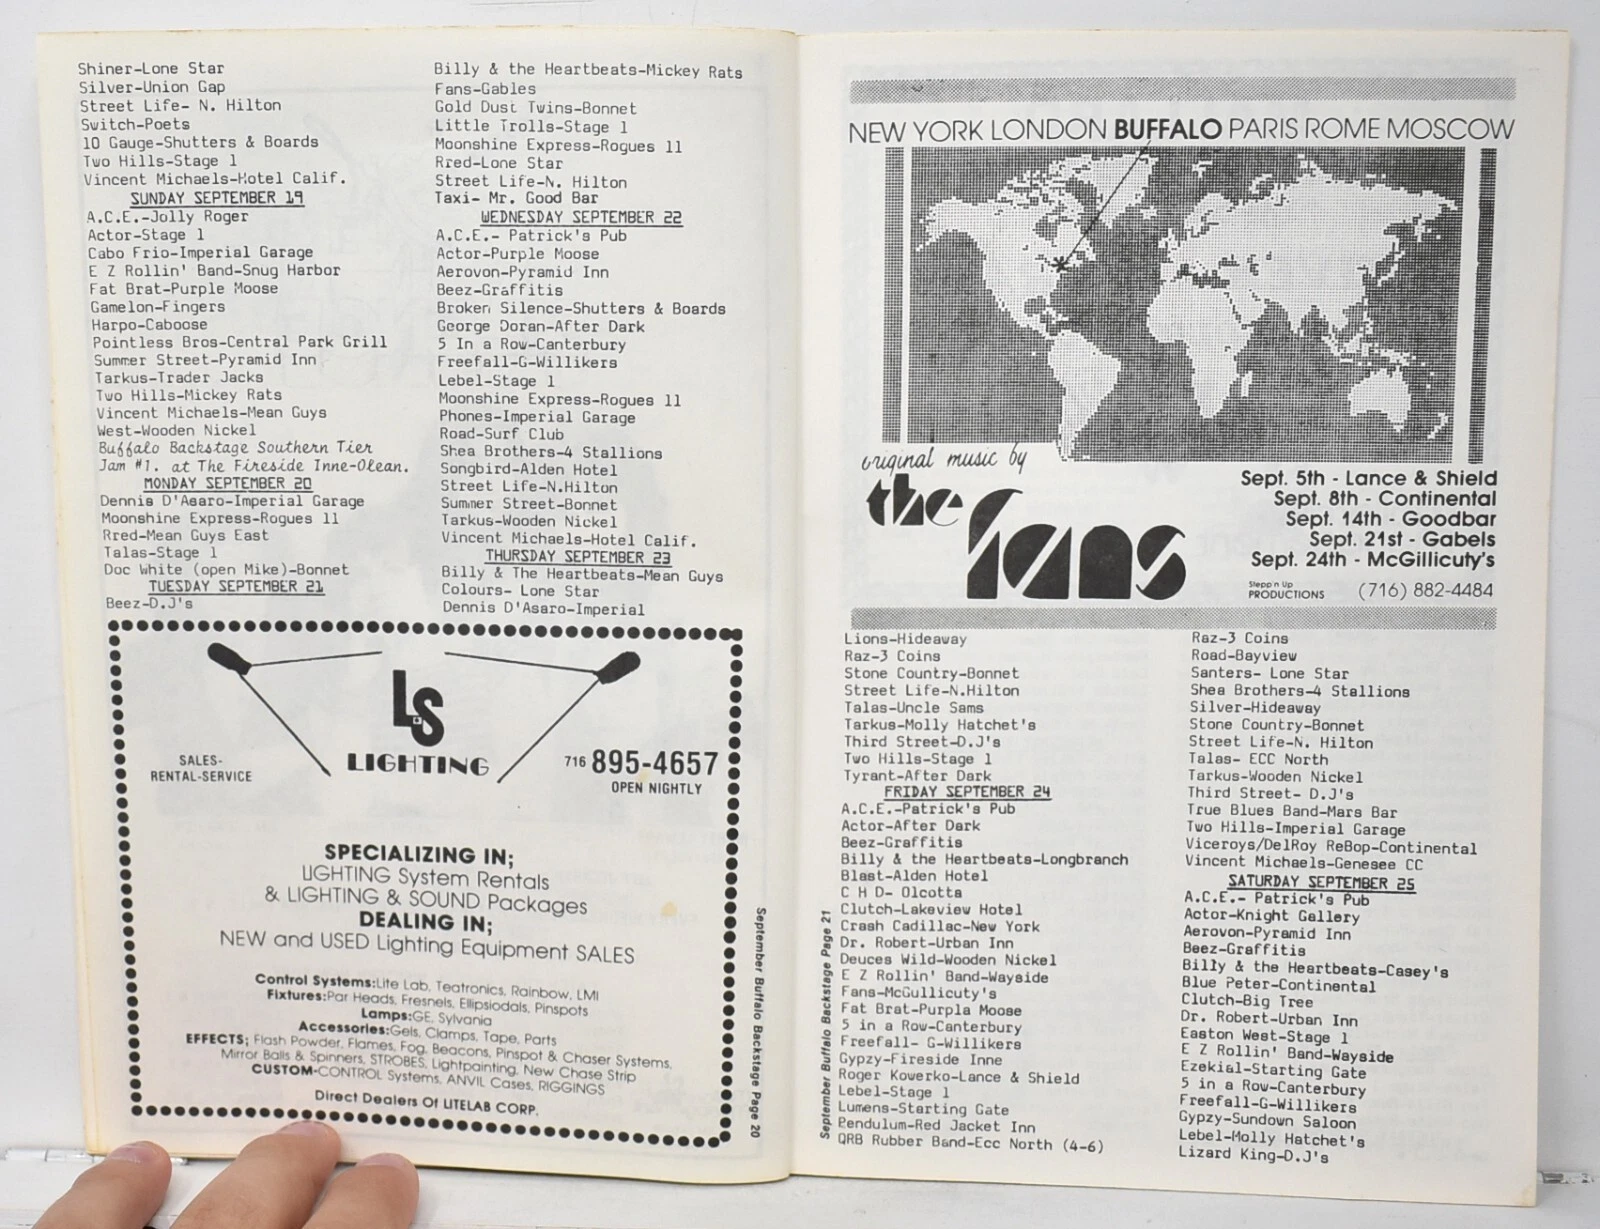 Shiner-Lone Star
Silver-Union Gap
Street Life- N. Hilton
Switch-Poets
10 Gauge-Shutters & Boards
Two Hills-Stage 1
Vincent Michaels-Hotel Calif.
SUNDAY SEPTEMBER 19
A.C.E.-Jolly Roger
Actor-Stage 1
Cabo Frio-Imperial Garage
E Z Rollin' Band-Snug Harbor
Fat Brat-Purple Moose
Gamelon-Fingers
Harpo-Caboose
Pointless Bros-Central Park Grill
Summer Street-Pyramid Inn
Tarkus-Trader Jacks
Two Hills-Mickey Rats
Vincent Michaels-Mean Guys
West-Wooden Nickel
Buffalo Backstage Southern Tier
Jam #1. at The Fireside Inne-Olean.
MONDAY SEPTEMBER 20
Dennis D'Asaro-Imperial Garage
Moonshine Express-Rogues 11
Rred-Mean Guys East
Talas-Stage 1
Doc White (open Mike)-Bonnet
TUESDAY SEPTEMBER 21
Beez-D.J's
Billy & the Heartbeats-Mickey Rats
Fans-Gables
Gold Dust Twins-Bonnet
Little Trolls-Stage 1
Moonshine Express-Rogues 11
Rred-Lone Star
Street Life-N. Hilton
Taxi- Mr. Good Bar
WEDNESDAY SEPTEMBER 22
A.C.E.- Patrick's Pub
Actor-Purple Moose
Aerovon-Pyramid Inn
Beez-Graffitis
Broken Silence-Shutters & Boards
George Doran-After Dark
5 In a Row-Canterbury
Freefall-G-Willikers
Lebel-Stage 1
Moonshine Express-Rogues 11
Phones-Imperial Garage
Road-Surf Club
Shea Brothers-4 Stallions
Songbird-Alden Hotel
Street Life-N.Hilton
Summer Street-Bonnet
Tarkus-Wooden Nickel
Vincent Michaels-Hotel Calif.
THURSDAY SEPTEMBER 23
Billy & The Heartbeats-Mean Guys
Colours- Lone Star
Dennis D'Asaro-Imperial
L.S
LIGHTING
SALES-
RENTAL-SERVICE
716 895-4657
OPEN NIGHTLY
SPECIALIZING IN;
LIGHTING System Rentals
& LIGHTING & SOUND Packages
DEALING IN;
NEW and USED Lighting Equipment SALES
Control Systems:Lite Lab, Teatronics, Rainbow, LMI
Fixtures:Par Heads, Fresnels, Ellipsiodals, Pinspots
Lamps:GE, Sylvania
Accessories:Gels, Clamps, Tape, Parts
EFFECTS; Flash Powder, Flames, Fog, Beacons, Pinspot & Chaser Systems,
Mirror Balls & Spinners, STROBES, Lightpainting, New Chase Strip
CUSTOM-CONTROL Systems, ANVIL Cases, RIGGINGS
Direct Dealers Of LITELAB CORP.
September Buffalo Backstage Page 20
NEW YORK LONDON BUFFALO PARIS ROME MOSCOW
original music by
the fans
Sept. 5th - Lance & Shield
Sept. 8th - Continental
Sept. 14th - Goodbar
Sept. 21st - Gabels
Sept. 24th - McGillicuty's
Stepp'n Up
PRODUCTIONS
(716) 882-4484
Lions-Hideaway
Raz-3 Coins
Stone Country-Bonnet
Street Life-N.Hilton
Talas-Uncle Sams
Tarkus-Molly Hatchet's
Third Street-D.J's
Two Hills-Stage 1
Tyrant-After Dark
FRIDAY SEPTEMBER 24
A.C.E.-Patrick's Pub
Actor-After Dark
Beez-Graffitis
Billy & the Heartbeats-Longbranch
Blast-Alden Hotel
C H D- Olcotts
Clutch-Lakeview Hotel
Crash Cadillac-New York
Dr. Robert-Urban Inn
Deuces Wild-Wooden Nickel
E Z Rollin' Band-Wayside
Fans-McGullicuty's
Fat Brat-Purpla Moose
5 in a Row-Canterbury
Freefall- G-Willikers
Gypzy-Fireside Inne
Roger Kowerko-Lance & Shield
Lebel-Stage 1
Lumens-Starting Gate
Pendulum-Red Jacket Inn
QRB Rubber Band-Ecc North (4-6)
September Buffalo Backstage Page 21
Raz-3 Coins
Road-Bayview
Santers- Lone Star
Shea Brothers-4 Stallions
Silver-Hideaway
Stone Country-Bonnet
Street Life-N. Hilton
Talas- ECC North
Tarkus-Wooden Nickel
Third Street- D.J's
True Blues Band-Mars Bar
Two Hills-Imperial Garage
Viceroys/DelRoy ReBop-Continental
Vincent Michaels-Genesee CC
SATURDAY SEPTEMBER 25
A.C.E.- Patrick's Pub
Actor-Knight Gallery
Aerovon-Pyramid Inn
Beez-Graffitis
Billy & the Heartbeats-Casey's
Blue Peter-Continental
Clutch-Big Tree
Dr. Robert-Urban Inn
Easton West-Stage 1
E Z Rollin' Band-Wayside
Ezekial-Starting Gate
5 in a Row-Canterbury
Freefall-G-Willikers
Gypzy-Sundown Saloon
Lebel-Molly Hatchet's
Lizard King-D.J's